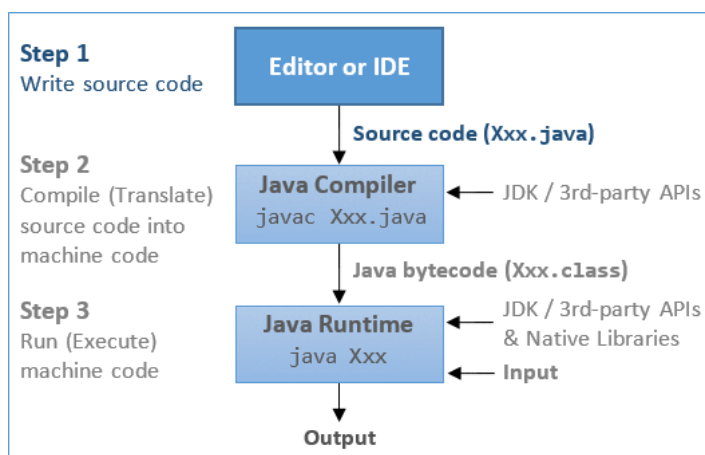 Step 1
Write source code
Editor or IDE
Source code (Xxx.java)
Step 2
Compile (Translate)
source code into
machine code
Java Compiler
javac Xxx.java
JDK / 3rd-party APIs
Java bytecode (Xxx.class)
Step 3
Run (Execute)
machine code
Java Runtime
java Xxx
JDK / 3rd-party APIs
& Native Libraries
Input
Output